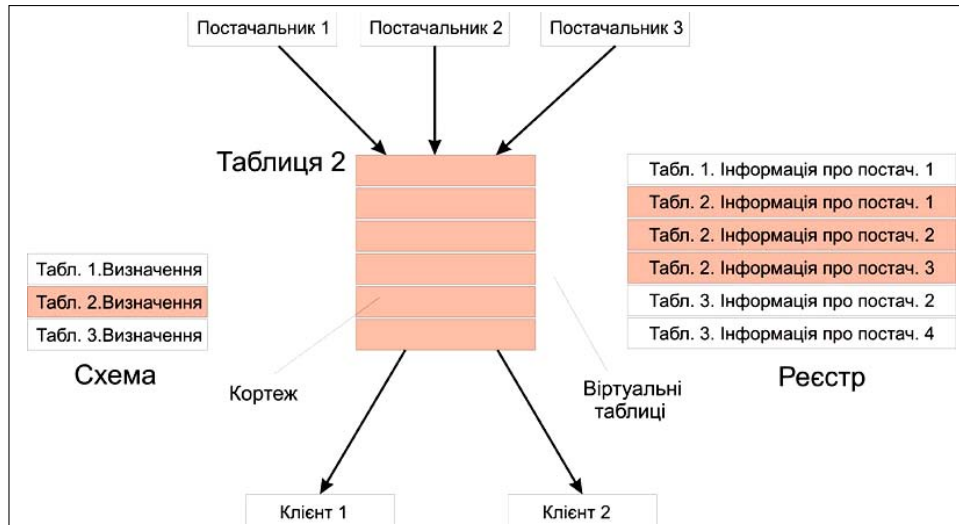 Постачальник 1
Постачальник 2
Постачальник 3
Таблиця 2
Табл. 1. Інформація про постач. 1
Табл. 2. Інформація про постач. 1
Табл. 2. Інформація про постач. 2
Табл. 2. Інформація про постач. 3
Табл. 3. Інформація про постач. 2
Табл. 3. Інформація про постач. 4
Реєстр
Табл. 1.Визначення
Табл. 2.Визначення
Табл. 3.Визначення
Схема
Кортеж
Віртуальні
таблиці
Клієнт 1
Клієнт 2